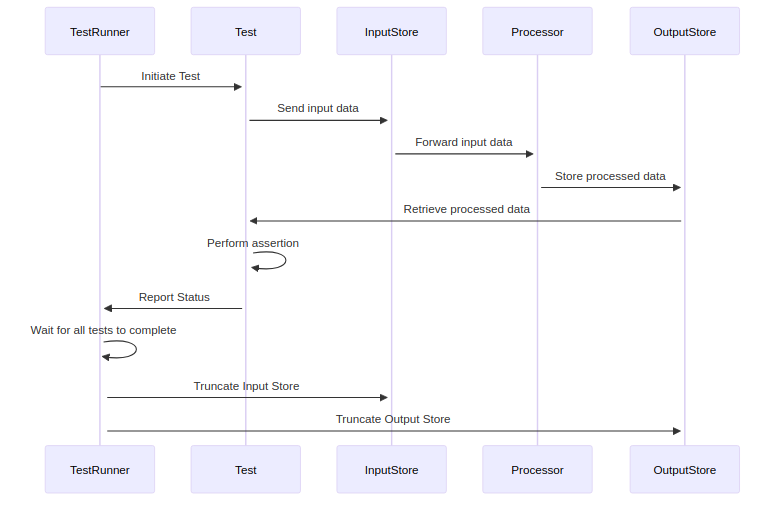 TestRunner
Test
InputStore
Processor
OutputStore
Initiate Test
Send input data
Forward input data
Store processed data
Retrieve processed data
Perform assertion
Report Status
Wait for all tests to complete
Truncate Input Store
Truncate Output Store
TestRunner
Test
InputStore
Processor
OutputStore